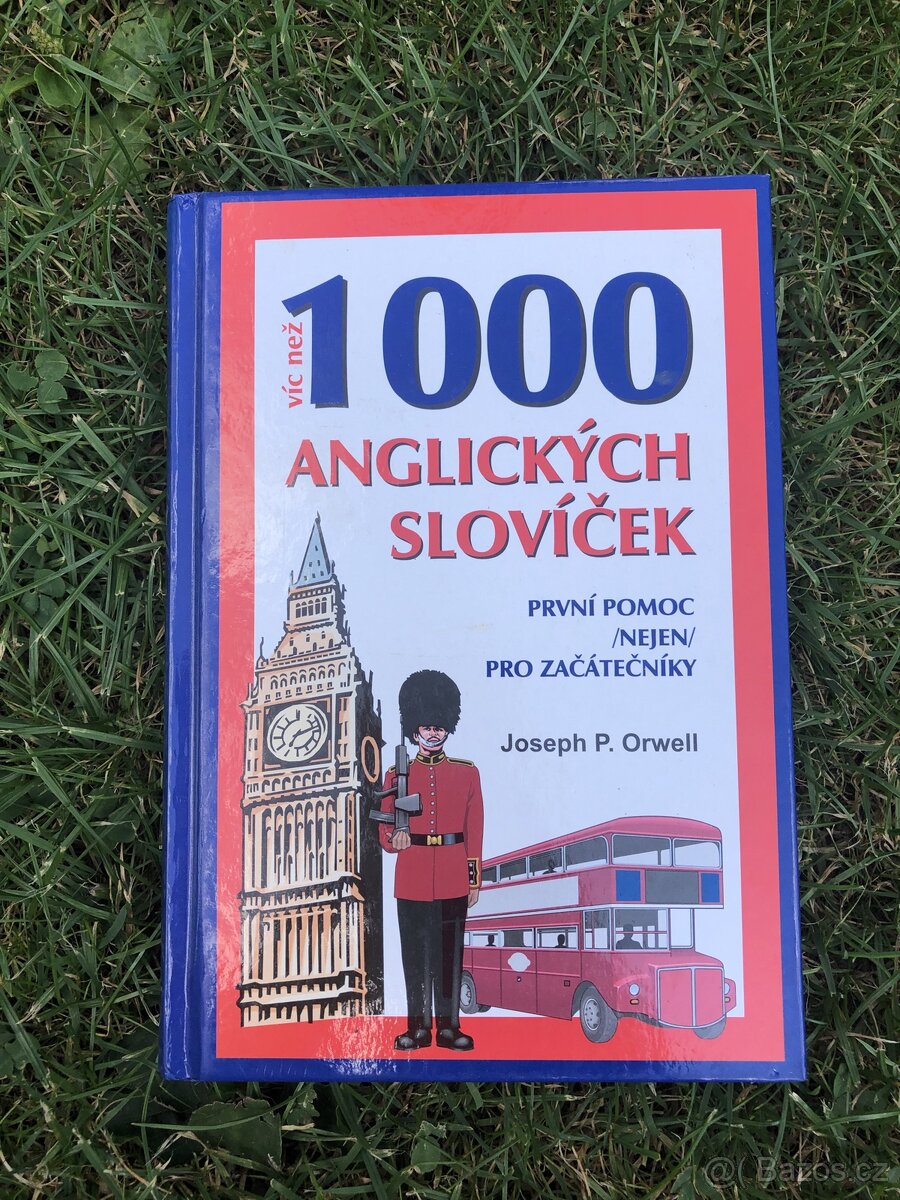 víc než
1000
ANGLICKÝCH
SLOVÍČEK
PRVNÍ POMOC
/NEJEN/
PRO ZAČÁTEČNÍKY
Joseph P. Orwell
@( Bazos.cz